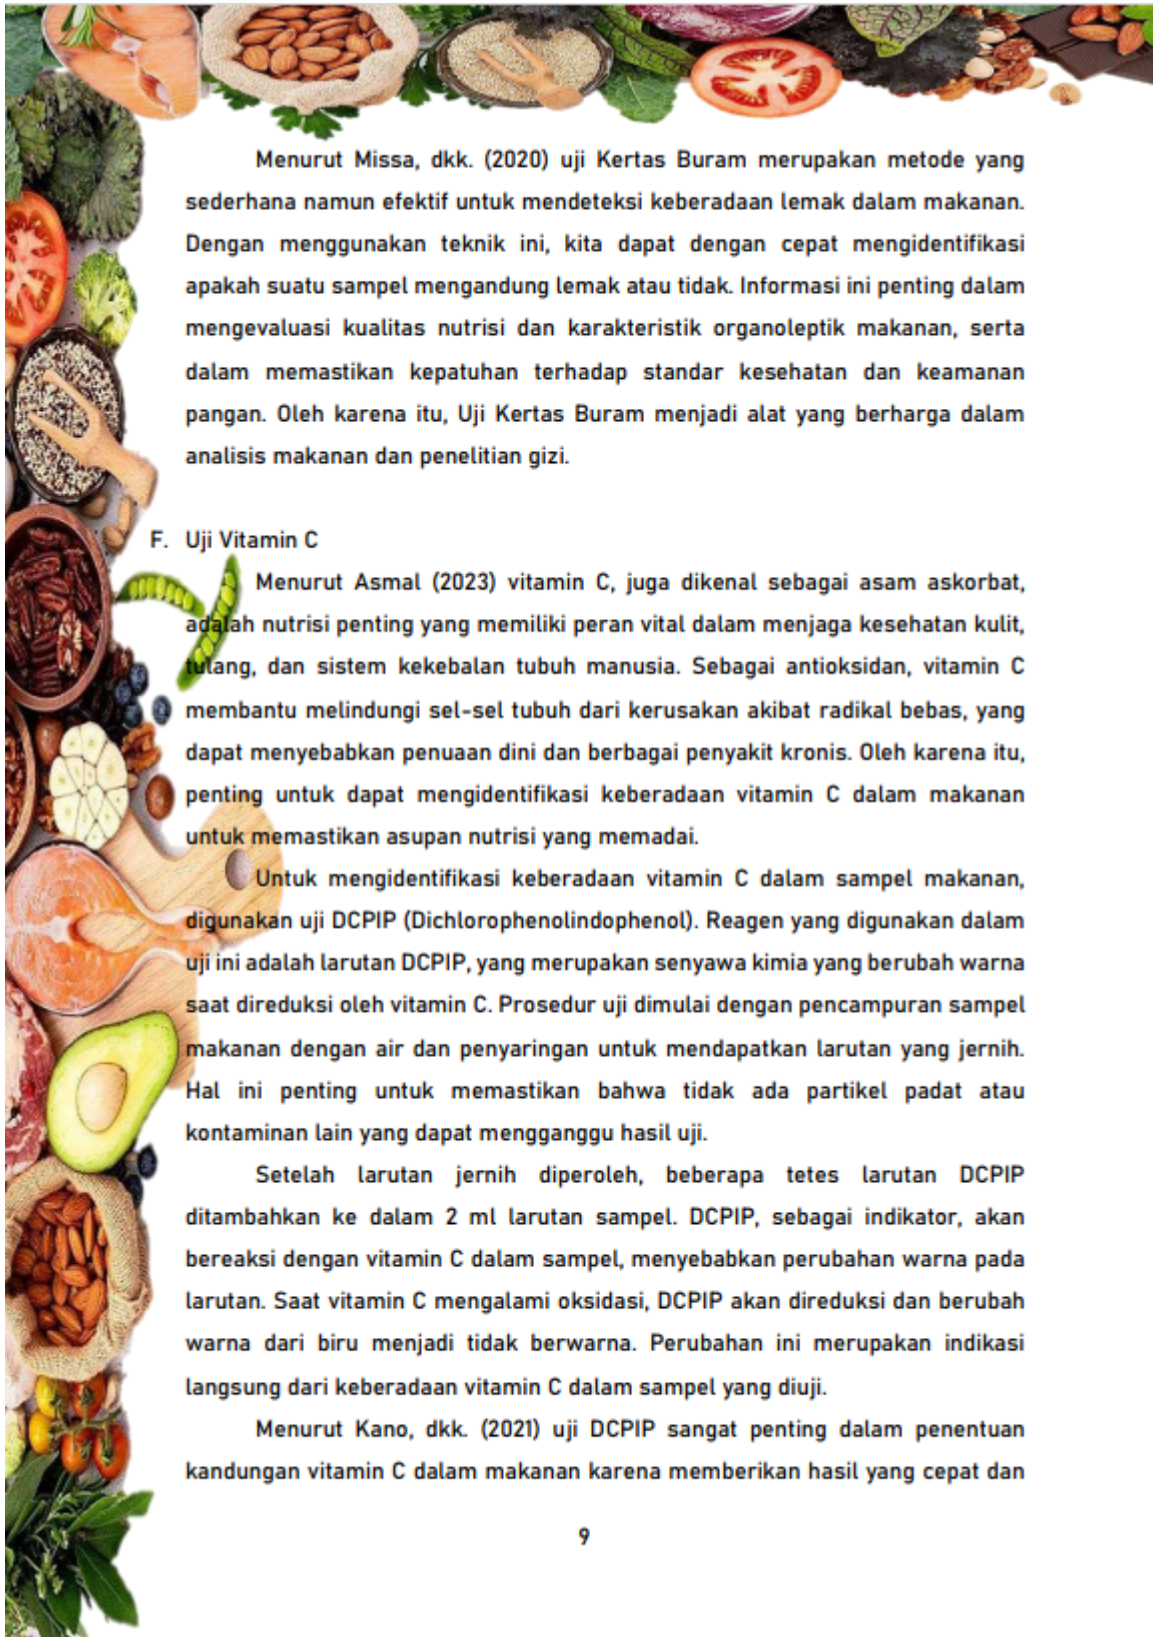 Menurut Missa, dkk. (2020) uji Kertas Buram merupakan metode yang
sederhana namun efektif untuk mendeteksi keberadaan lemak dalam makanan.
Dengan menggunakan teknik ini, kita dapat dengan cepat mengidentifikasi
apakah suatu sampel mengandung lemak atau tidak. Informasi ini penting dalam
mengevaluasi kualitas nutrisi dan karakteristik organoleptik makanan, serta
dalam memastikan kepatuhan terhadap standar kesehatan dan keamanan
pangan. Oleh karena itu, Uji Kertas Buram menjadi alat yang berharga dalam
analisis makanan dan penelitian gizi.
F. Uji Vitamin C
Menurut Asmal (2023) vitamin C, juga dikenal sebagai asam askorbat,
adalah nutrisi penting yang memiliki peran vital dalam menjaga kesehatan kulit,
tulang, dan sistem kekebalan tubuh manusia. Sebagai antioksidan, vitamin C
membantu melindungi sel-sel tubuh dari kerusakan akibat radikal bebas, yang
dapat menyebabkan penuaan dini dan berbagai penyakit kronis. Oleh karena itu,
penting untuk dapat mengidentifikasi keberadaan vitamin C dalam makanan
untuk memastikan asupan nutrisi yang memadai.
Untuk mengidentifikasi keberadaan vitamin C dalam sampel makanan,
digunakan uji DCPIP (Dichlorophenolindophenol). Reagen yang digunakan dalam
uji ini adalah larutan DCPIP, yang merupakan senyawa kimia yang berubah warna
saat direduksi oleh vitamin C. Prosedur uji dimulai dengan pencampuran sampel
makanan dengan air dan penyaringan untuk mendapatkan larutan yang jernih.
Hal ini penting untuk memastikan bahwa tidak ada partikel padat atau
kontaminan lain yang dapat mengganggu hasil uji.
Setelah larutan jernih diperoleh, beberapa tetes larutan DCPIP
ditambahkan ke dalam 2 ml larutan sampel. DCPIP, sebagai indikator, akan
bereaksi dengan vitamin C dalam sampel, menyebabkan perubahan warna pada
larutan. Saat vitamin C mengalami oksidasi, DCPIP akan direduksi dan berubah
warna dari biru menjadi tidak berwarna. Perubahan ini merupakan indikasi
langsung dari keberadaan vitamin C dalam sampel yang diuji.
Menurut Kano, dkk. (2021) uji DCPIP sangat penting dalam penentuan
kandungan vitamin C dalam makanan karena memberikan hasil yang cepat dan
9